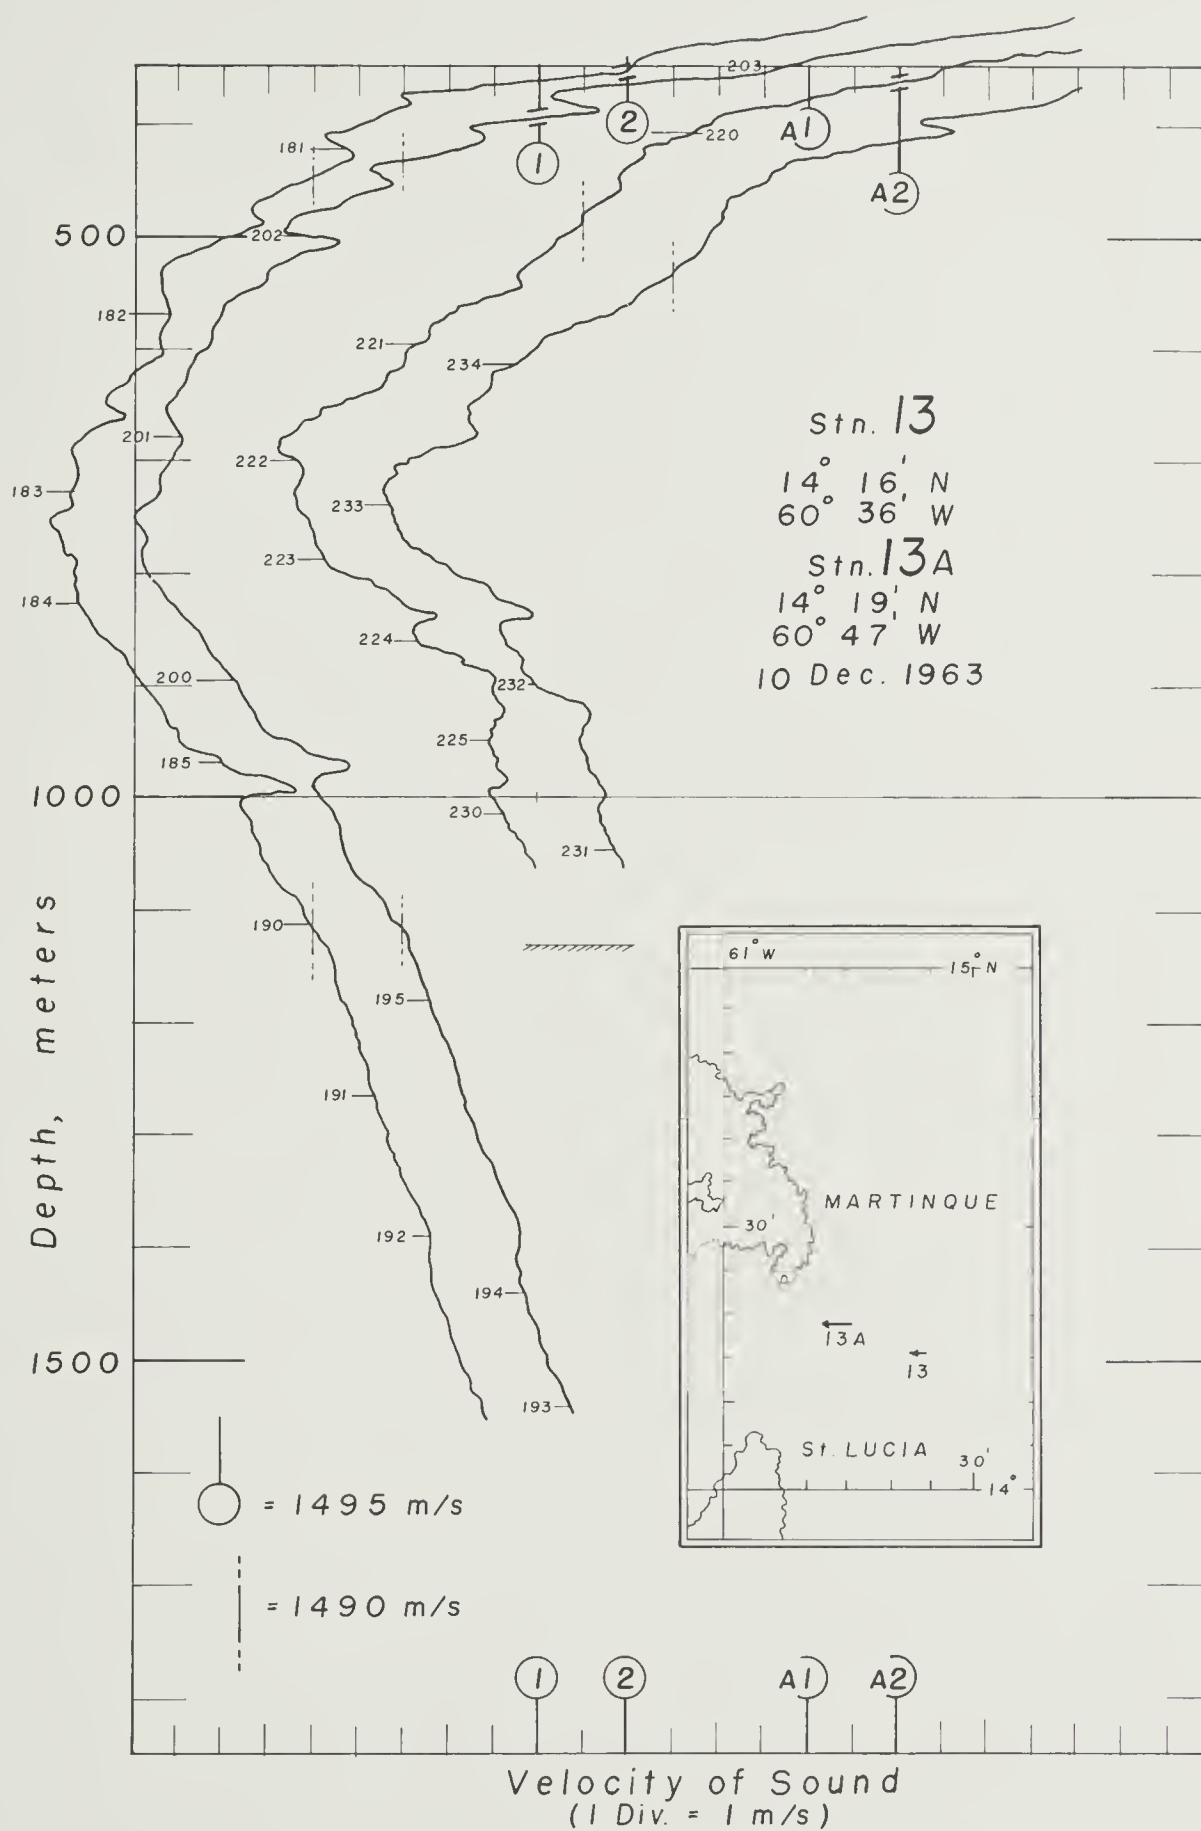 203
2
220
A1
181
1
A2
500
202
182
221
234
Stn. 13
201
222
14° 16' N
183
233
60° 36' W
223
Stn. 13A
184
14° 19' N
224
60° 47' W
200
232
10 Dec. 1963
225
185
1000
230
231
190
61° W
15° N
195
Depth, meters
191
MARTINQUE
30'
192
194
13A
13
1500
193
St. LUCIA
30'
14°
= 1495 m/s
= 1490 m/s
1
2
A1
A2
Velocity of Sound
(1 Div. = 1 m/s)